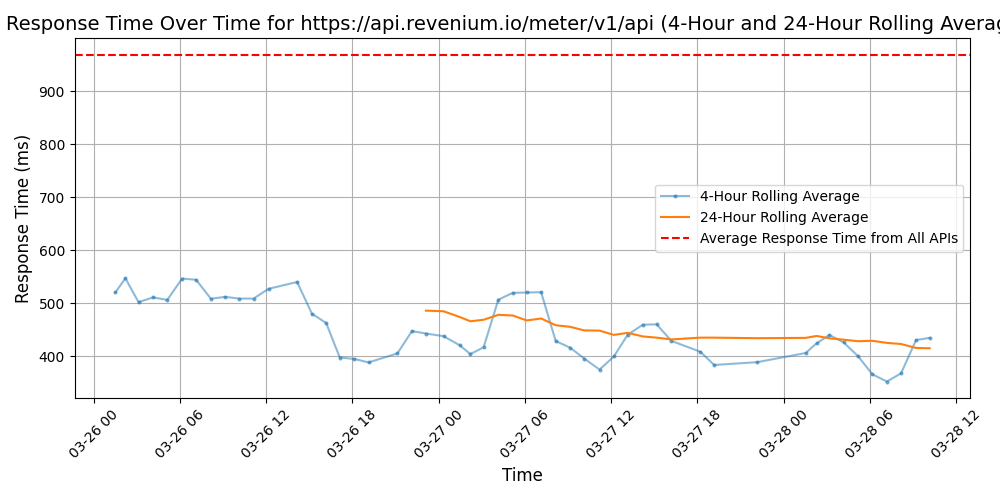 Response Time Over Time for https://api.revenium.io/meter/v1/api (4-Hour and 24-Hour Rolling Averag
Response Time (ms)
900
800
700
600
500
400
4-Hour Rolling Average
24-Hour Rolling Average
Average Response Time from All APIs
03-26 00
03-26 06
03-26 12
03-26 18
03-27 00
03-27 06
03-27 12
03-27 18
03-28 00
03-28 06
03-28 12
Time